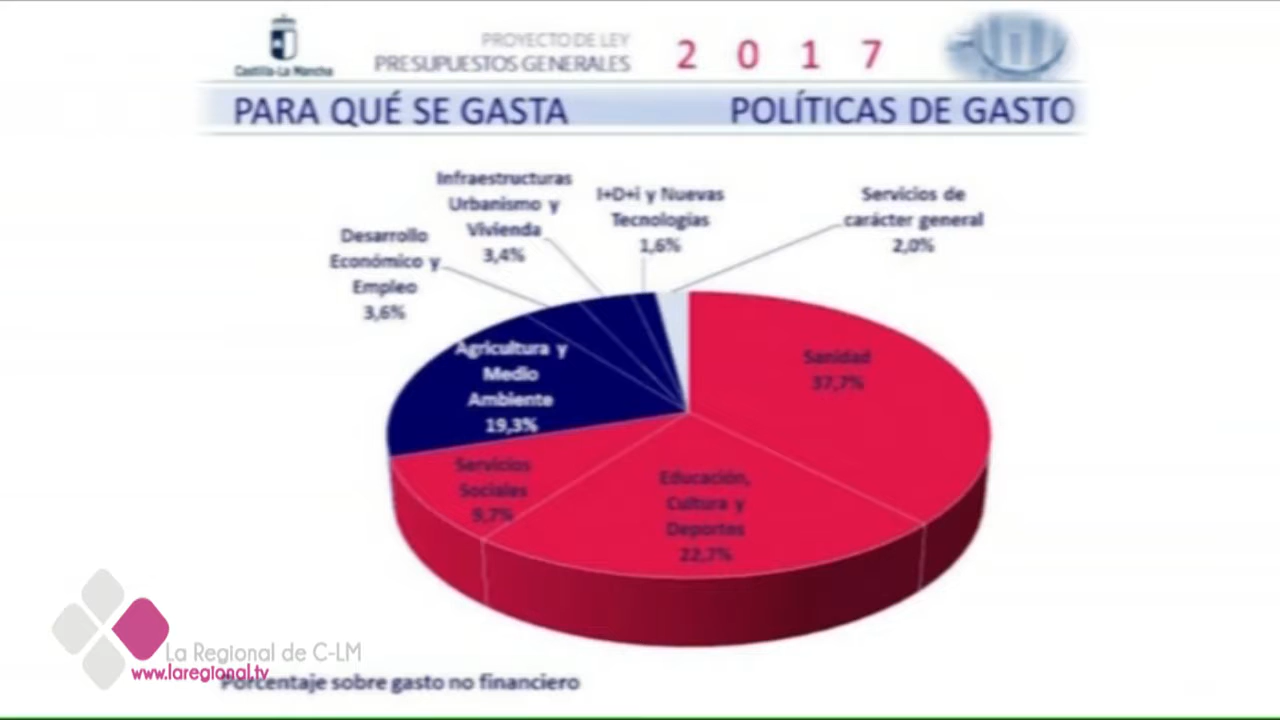 Castilla-La Mancha
PROYECTO DE LEY
PRESUPUESTOS GENERALES
2 0 1 7
PARA QUÉ SE GASTA
POLÍTICAS DE GASTO
Infraestructuras
Urbanismo y
Vivienda
3,4%
I+D+i y Nuevas
Tecnologías
1,6%
Servicios de
carácter general
2,0%
Desarrollo
Económico y
Empleo
3,6%
Agricultura y
Medio
Ambiente
19,3%
Sanidad
37,7%
Servicios
Sociales
9,7%
Educación,
Cultura y
Deportes
22,7%
La Regional de C-LM
www.laregional.tv
Porcentaje sobre gasto no financiero